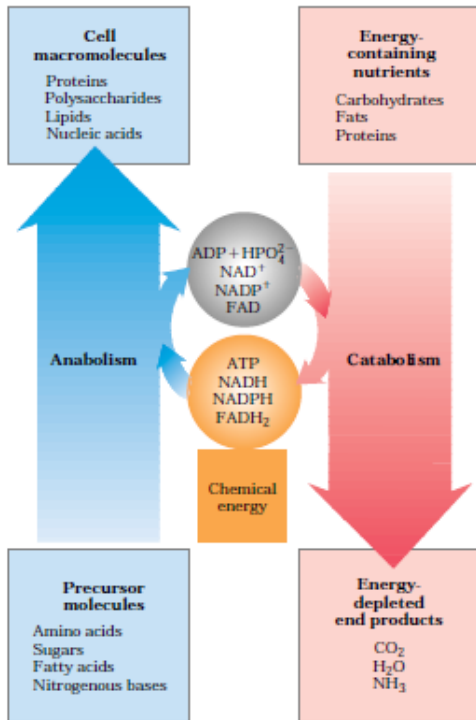 Cell
macromolecules
Proteins
Polysaccharides
Lipids
Nucleic acids
Energy-
containing
nutrients
Carbohydrates
Fats
Proteins
ADP + HPO₄²⁻
NAD⁺
NADP⁺
FAD
Anabolism
Catabolism
ATP
NADH
NADPH
FADH₂
Chemical
energy
Precursor
molecules
Amino acids
Sugars
Fatty acids
Nitrogenous bases
Energy-
depleted
end products
CO₂
H₂O
NH₃